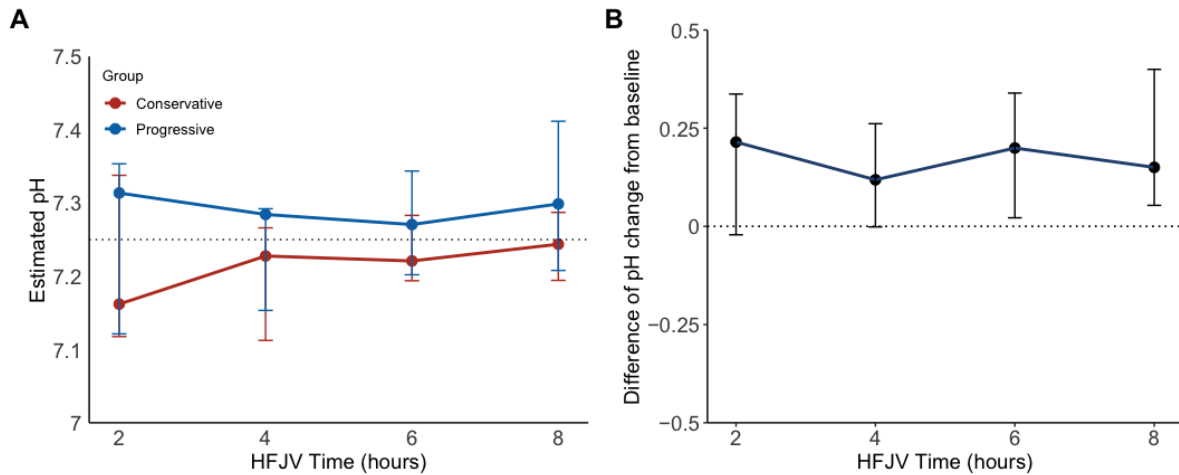 A
Estimated pH
7.5
7.4
7.3
7.2
7.1
7
Group
Conservative
Progressive
2 4 6 8
HFJV Time (hours)
B
Difference of pH change from baseline
0.5
0.25
0
−0.25
−0.5
2 4 6 8
HFJV Time (hours)